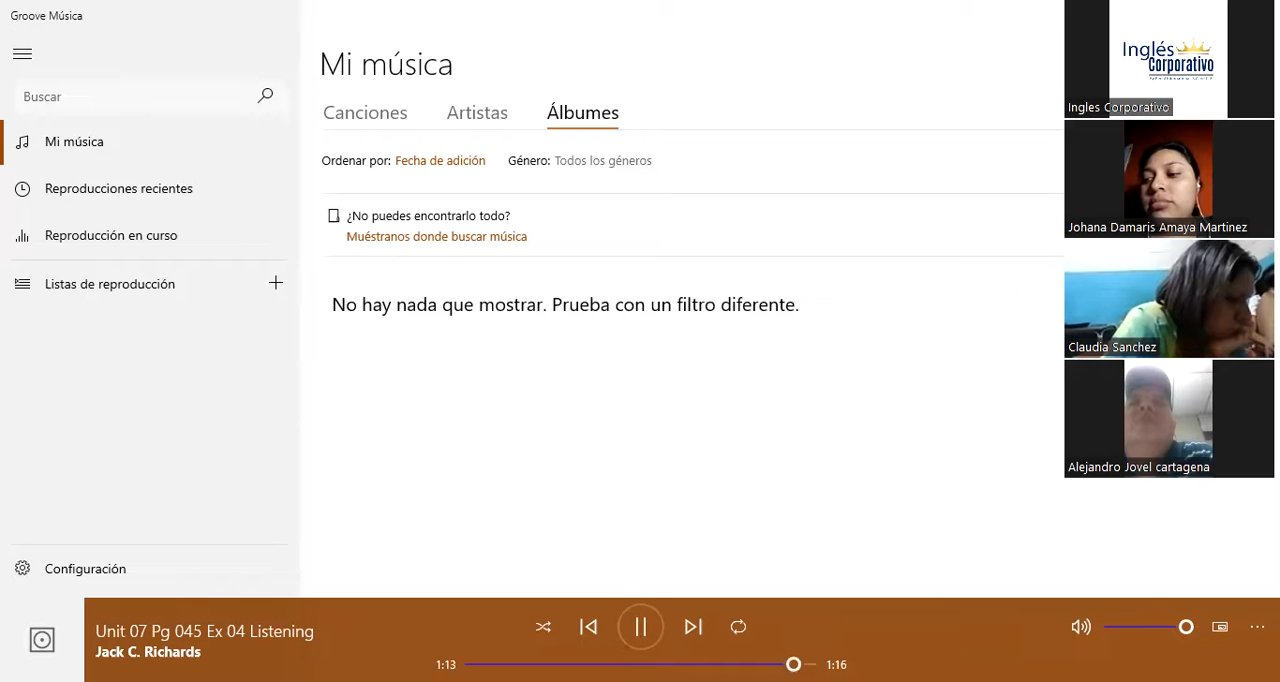 Groove Música
Buscar
Mi música
Reproducciones recientes
Reproducción en curso
Listas de reproducción
Configuración
Mi música
Canciones Artistas Álbumes
Ordenar por: Fecha de adición Género: Todos los géneros
¿No puedes encontrarlo todo?
Muéstranos donde buscar música
No hay nada que mostrar. Prueba con un filtro diferente.
Inglés
Corporativo
Ingles Corporativo
Johana Damaris Amaya Martinez
Claudia Sanchez
Alejandro Jovel cartagena
Unit 07 Pg 045 Ex 04 Listening
Jack C. Richards
1:13 1:16